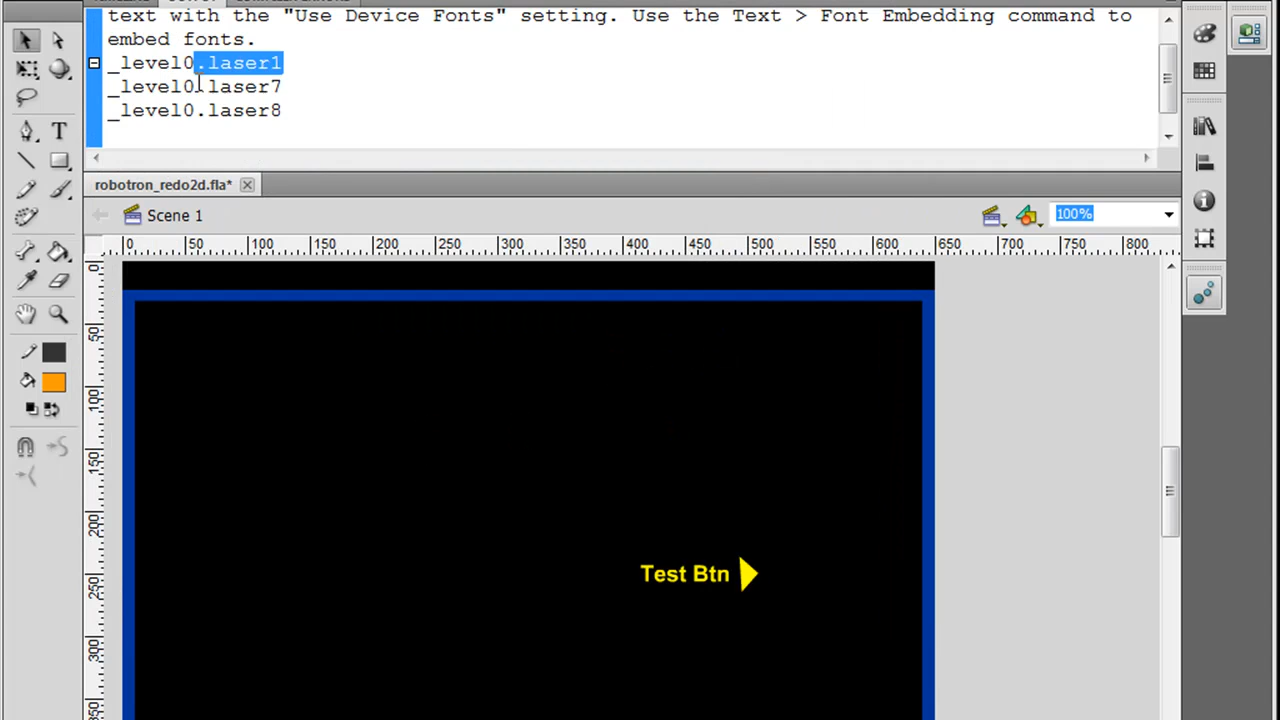 text with the "Use Device Fonts" setting. Use the Text > Font Embedding command to
embed fonts.
_level0.laser1
_level0.laser7
_level0.laser8
robotron_redo2d.fla*
Scene 1
100%
0 50 100 150 200 250 300 350 400 450 500 550 600 650 700 750 800
0
50
100
150
200
250
300
Test Btn
T